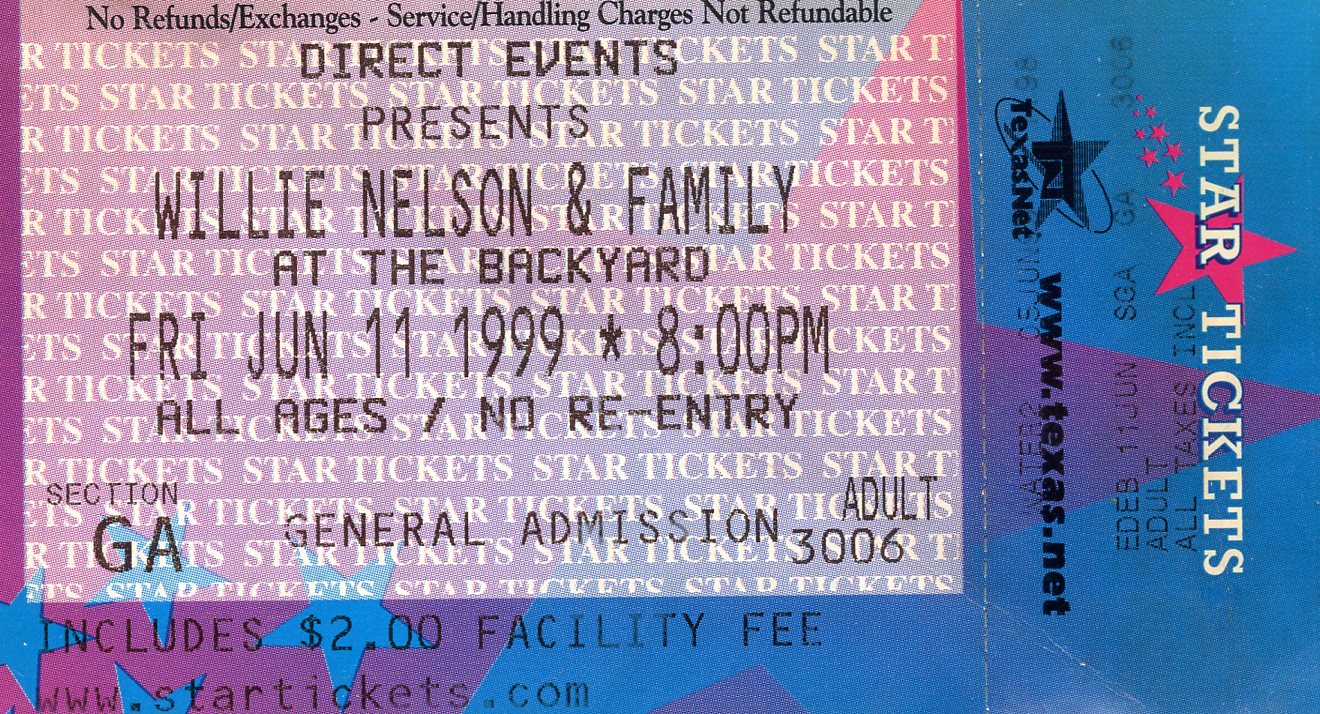 No Refunds/Exchanges - Service/Handling Charges Not Refundable
DIRECT EVENTS
PRESENTS
WILLIE NELSON & FAMILY
AT THE BACKYARD
FRI JUN 11 1999 * 8:00PM
ALL AGES / NO RE-ENTRY
SECTION
GA
GENERAL ADMISSION
ADULT
3006
INCLUDES $2.00 FACILITY FEE
www.startickets.com
TexasNet
www.texas.net
EDEB 11JUN SGA GA 3006
ADULT
ALL TAXES INCL
STAR TICKETS